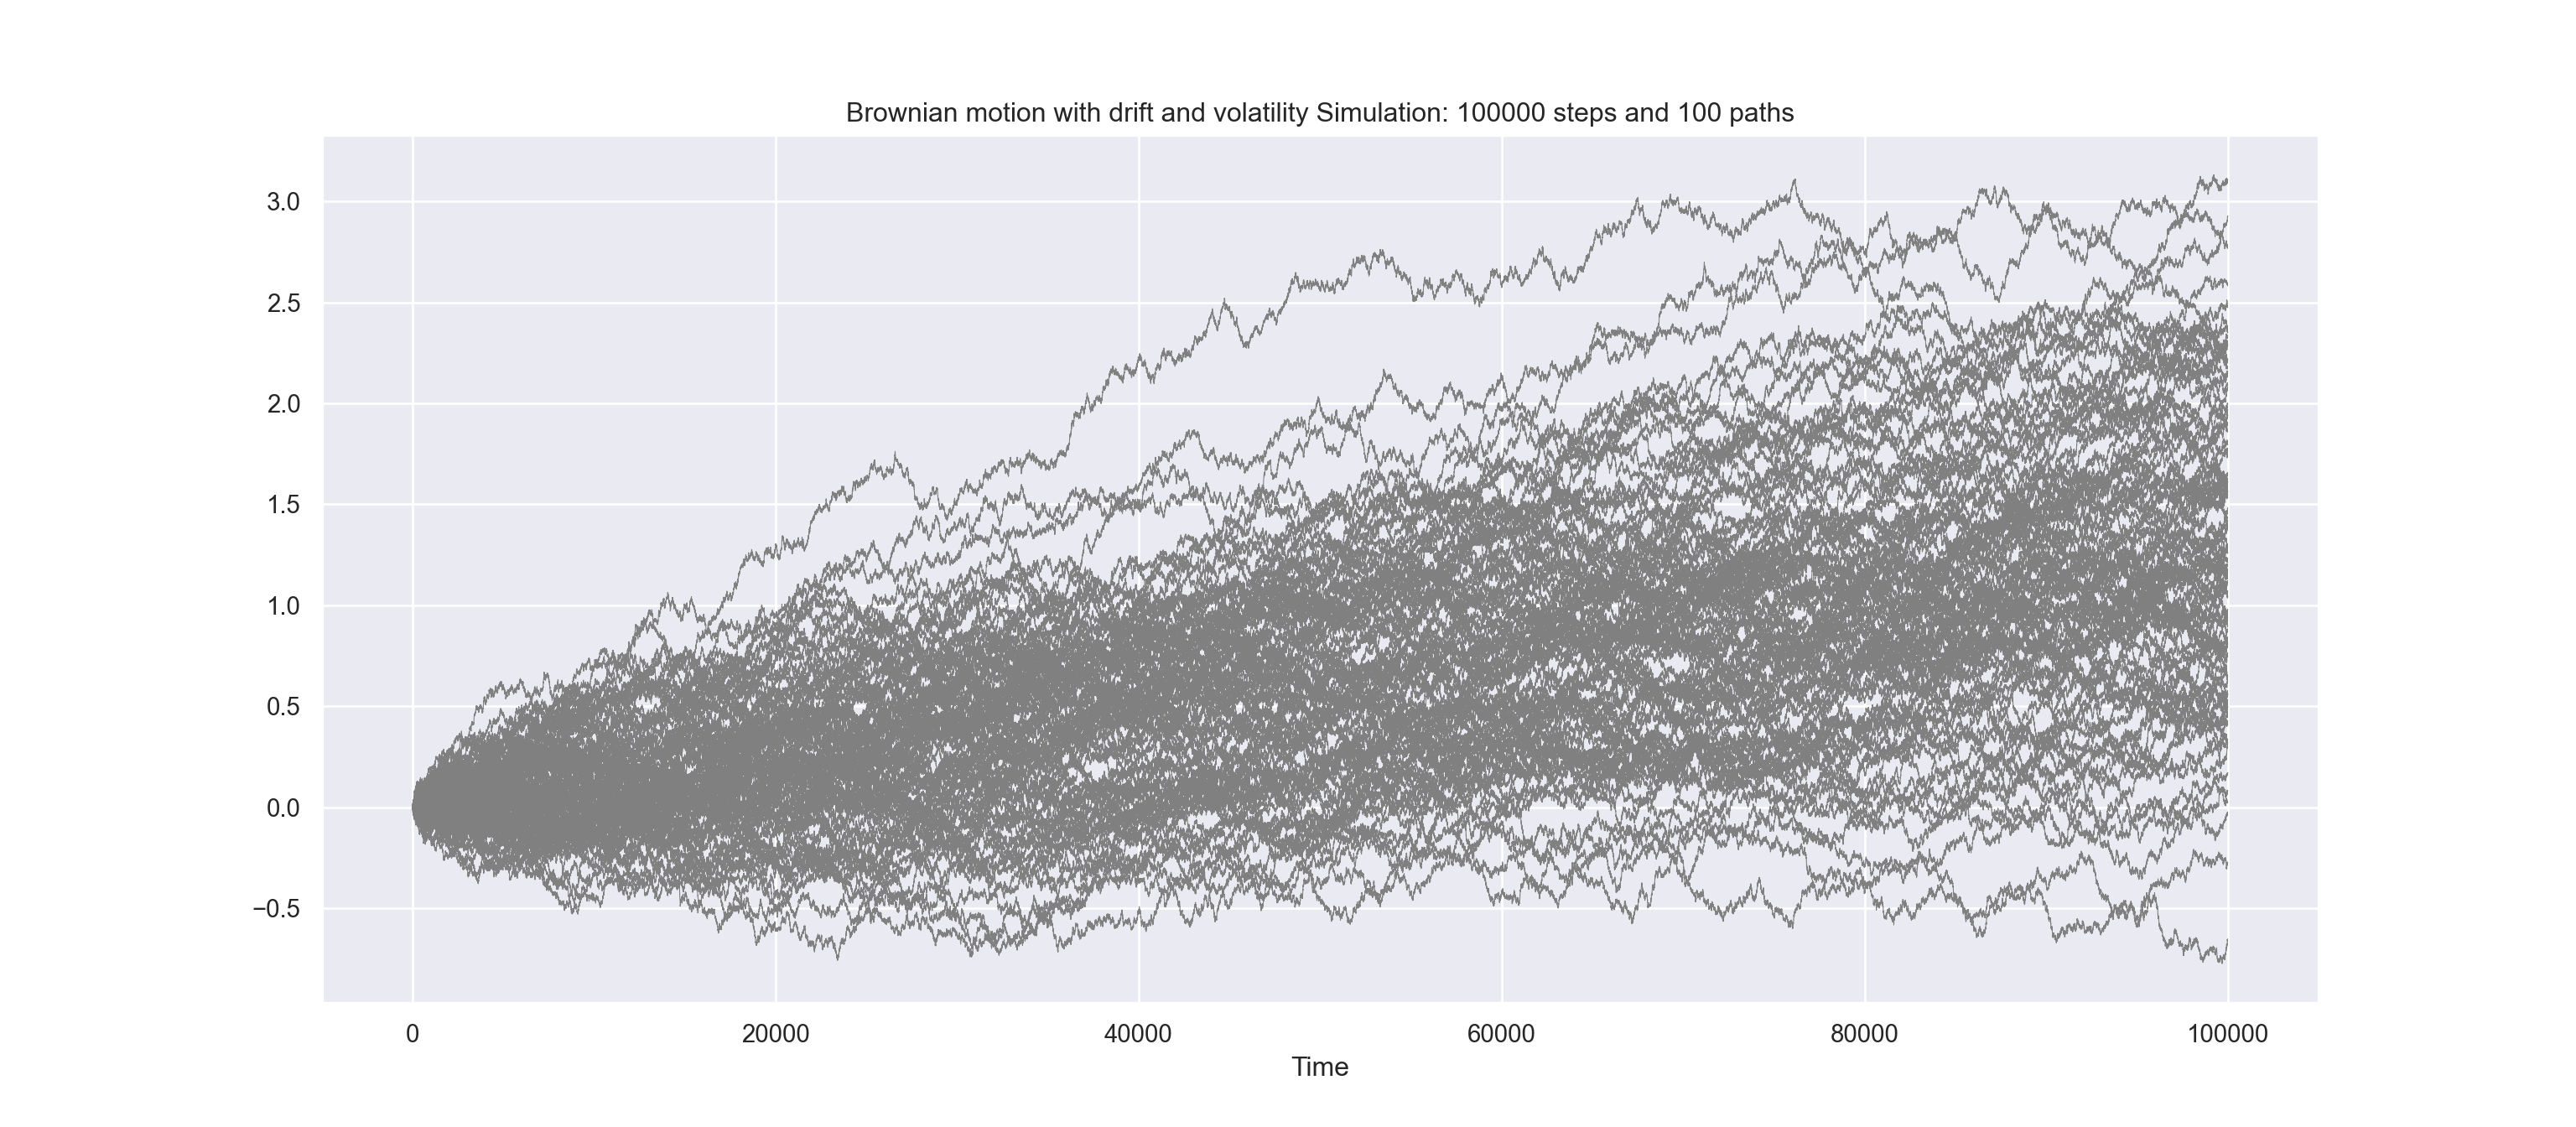 Brownian motion with drift and volatility Simulation: 100000 steps and 100 paths
3.0
2.5
2.0
1.5
1.0
0.5
0.0
−0.5
0 20000 40000 60000 80000 100000
Time